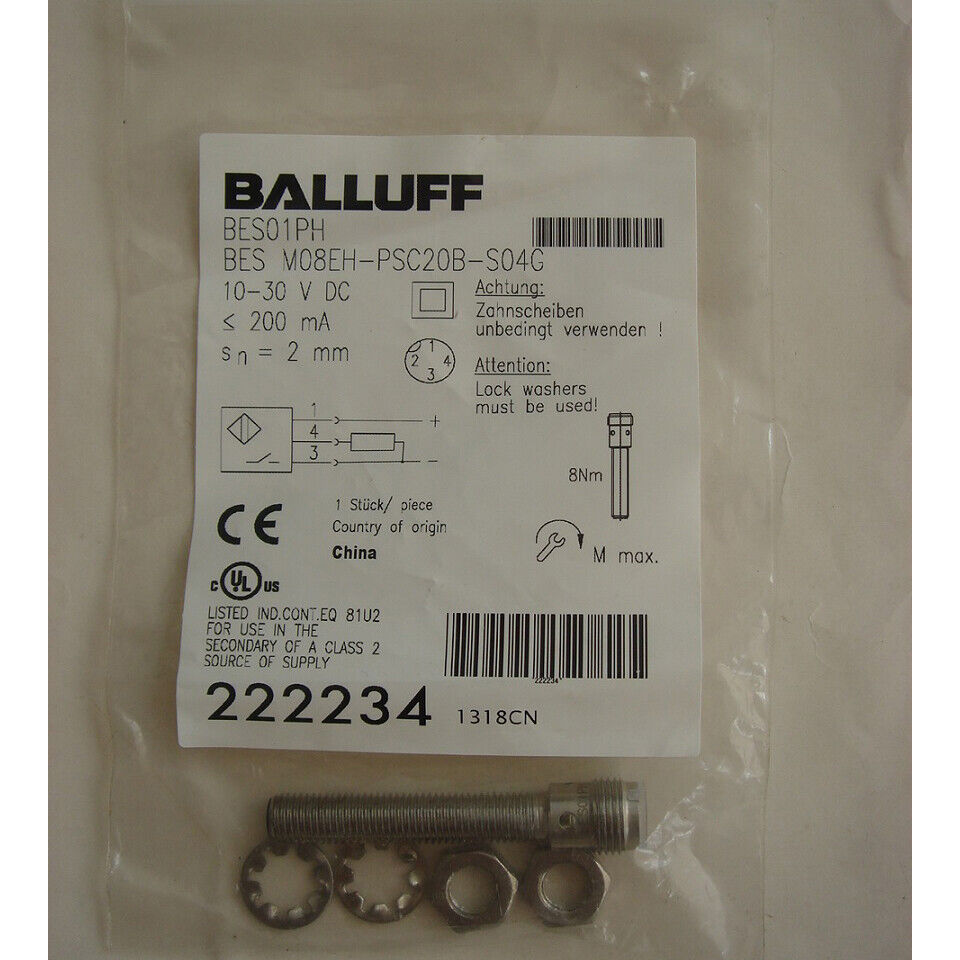 BALLUFF
BES01PH
BES M08EH-PSC20B-S04G
10-30 V DC
≤ 200 mA
sn = 2 mm
Achtung:
Zahnscheiben
unbedingt verwenden !
1
2 4
3
Attention:
Lock washers
must be used!
1
+
4
3
-
8Nm
1 Stück/ piece
Country of origin
China
M max.
CE
c UL us
LISTED IND.CONT.EQ 81U2
FOR USE IN THE
SECONDARY OF A CLASS 2
SOURCE OF SUPPLY
222234
222234 1318CN